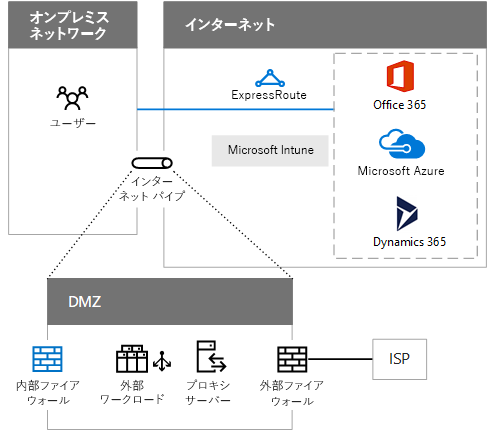 オンプレミス
ネットワーク
インターネット
ユーザー
ExpressRoute
Office 365
Microsoft Intune
Microsoft Azure
インター
ネット パイプ
Dynamics 365
DMZ
内部ファイア
ウォール
外部
ワークロード
プロキシ
サーバー
外部ファイア
ウォール
ISP